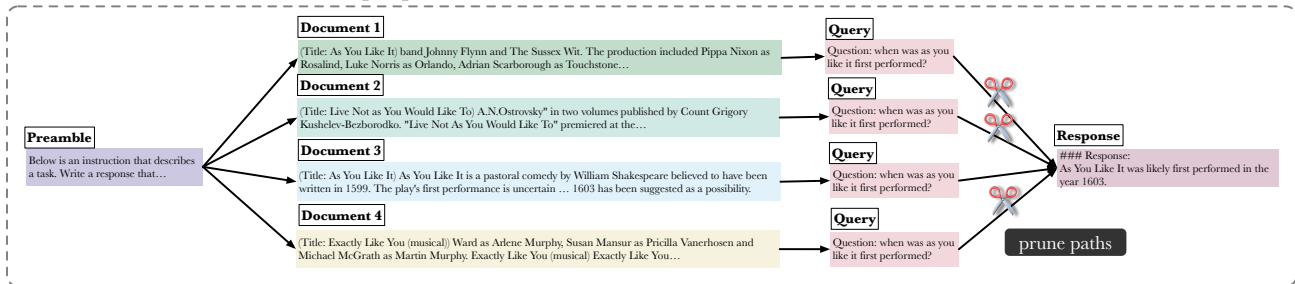 Preamble
Below is an instruction that describes
a task. Write a response that…
Document 1
(Title: As You Like It) band Johnny Flynn and The Sussex Wit. The production included Pippa Nixon as
Rosalind, Luke Norris as Orlando, Adrian Scarborough as Touchstone…
Query
Question: when was as you
like it first performed?
Document 2
(Title: Live Not as You Would Like To) A.N.Ostrovsky" in two volumes published by Count Grigory
Kushelev-Bezborodko. "Live Not As You Would Like To" premiered at the…
Query
Question: when was as you
like it first performed?
Document 3
(Title: As You Like It) As You Like It is a pastoral comedy by William Shakespeare believed to have been
written in 1599. The play's first performance is uncertain … 1603 has been suggested as a possibility.
Query
Question: when was as you
like it first performed?
Document 4
(Title: Exactly Like You (musical)) Ward as Arlene Murphy, Susan Mansur as Pricilla Vanerhosen and
Michael McGrath as Martin Murphy. Exactly Like You (musical) Exactly Like You…
Query
Question: when was as you
like it first performed?
Response
### Response:
As You Like It was likely first performed in the
year 1603.
prune paths